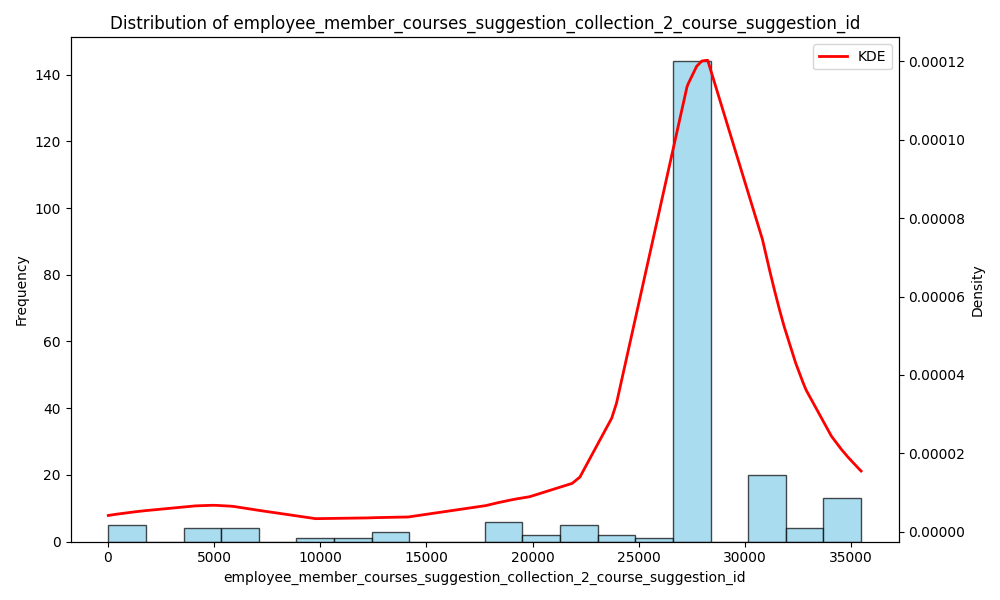 Distribution of employee_member_courses_suggestion_collection_2_course_suggestion_id
KDE
Frequency
140
120
100
80
60
40
20
0
0.00012
0.00010
0.00008
0.00006
0.00004
0.00002
0.00000
Density
0 5000 10000 15000 20000 25000 30000 35000
employee_member_courses_suggestion_collection_2_course_suggestion_id